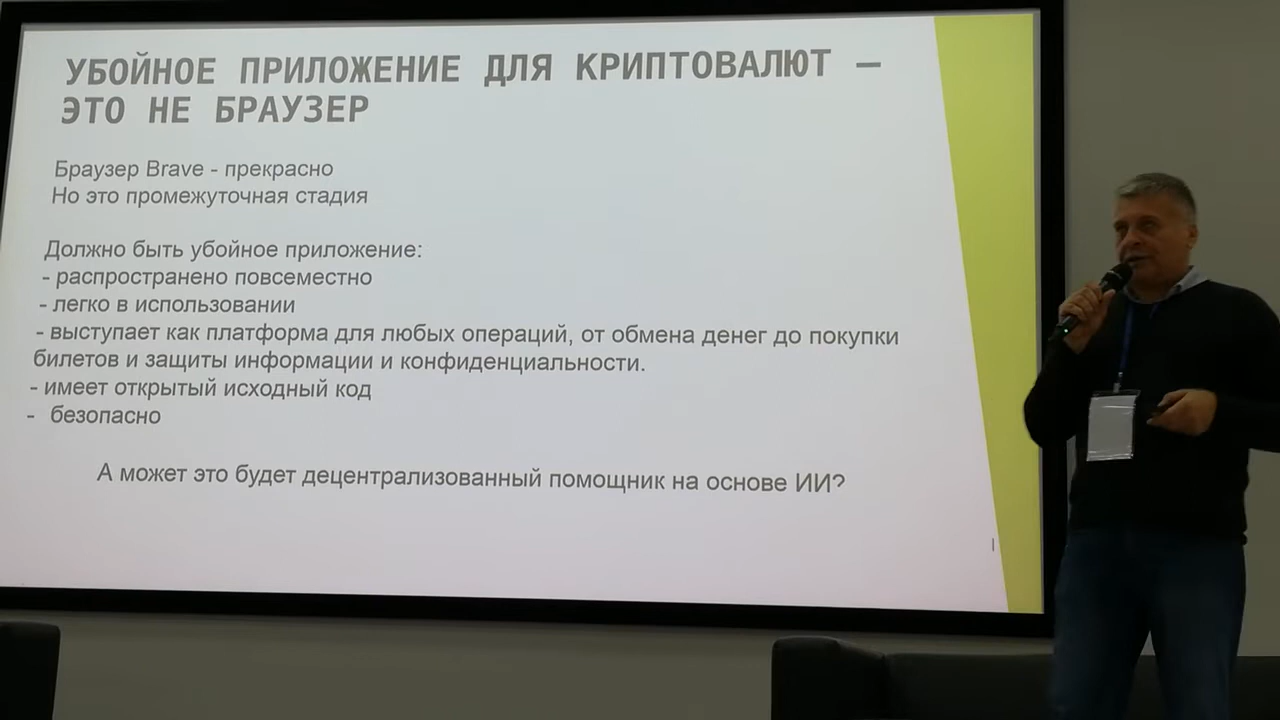 УБОЙНОЕ ПРИЛОЖЕНИЕ ДЛЯ КРИПТОВАЛЮТ –
ЭТО НЕ БРАУЗЕР
Браузер Brave - прекрасно
Но это промежуточная стадия
Должно быть убойное приложение:
- распространено повсеместно
- легко в использовании
- выступает как платформа для любых операций, от обмена денег до покупки
билетов и защиты информации и конфиденциальности.
- имеет открытый исходный код
- безопасно
А может это будет децентрализованный помощник на основе ИИ?